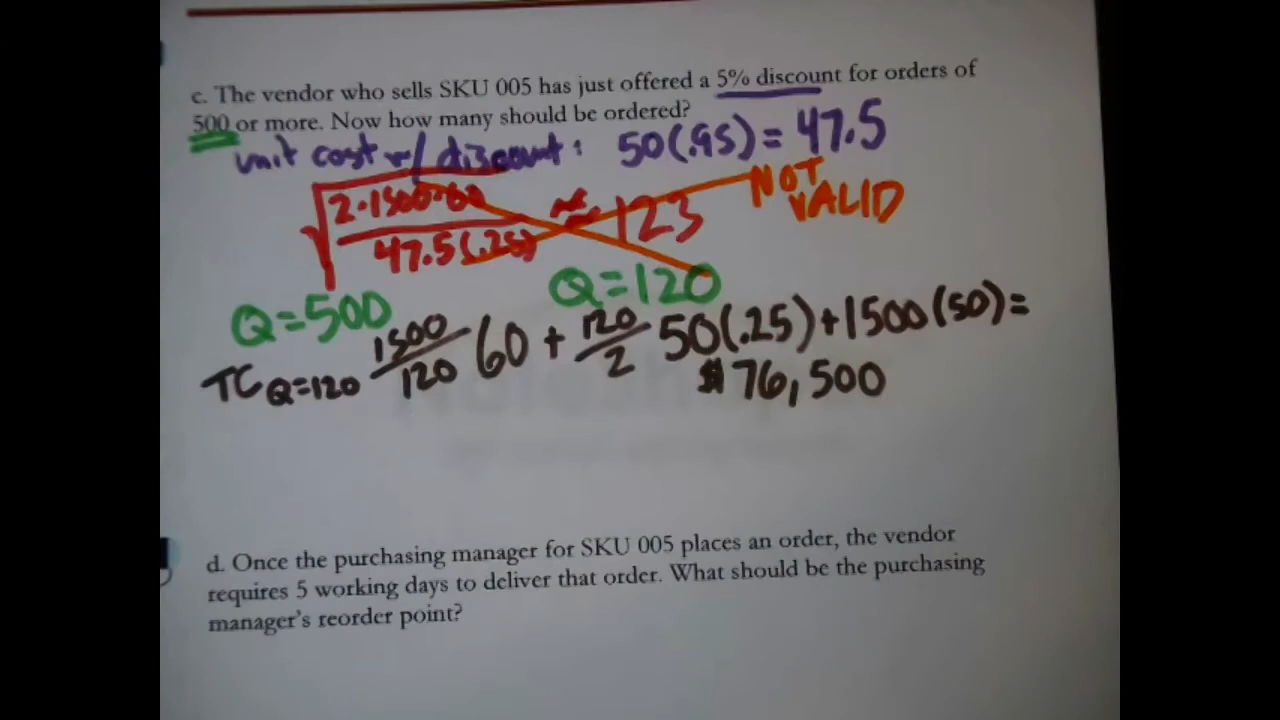 c. The vendor who sells SKU 005 has just offered a 5% discount for orders of
500 or more. Now how many should be ordered?
unit cost w/ discount: 50(.95) = 47.5
√ 2·1500·60
47.5(.25)
123
NOT
VALID
Q=500
Q=120
TC Q=120 1500/120 60 + 120/2 50(.25) + 1500(50) =
$76,500
d. Once the purchasing manager for SKU 005 places an order, the vendor
requires 5 working days to deliver that order. What should be the purchasing
manager's reorder point?